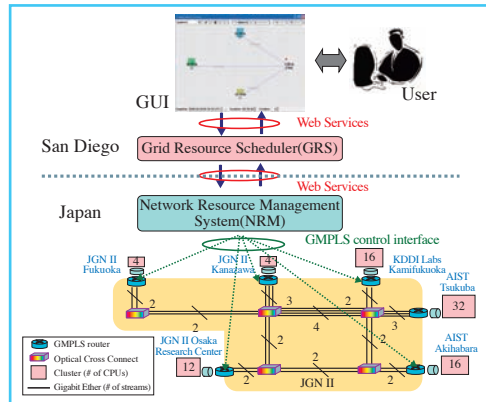 GUI
User
Web Services
San Diego
Grid Resource Scheduler(GRS)
Web Services
Japan
Network Resource Management
System(NRM)
GMPLS control interface
JGN II
Fukuoka
4
JGN II
Kanazawa
4
16
KDDI Labs
Kamifukuoka
AIST
Tsukuba
32
2
3
2
2
4
3
2
2
2
JGN II Osaka
Research Center
12
2
2
2
JGN II
AIST
Akihabara
16
GMPLS router
Optical Cross Connect
Cluster (# of CPUs)
Gigabit Ether (# of streams)